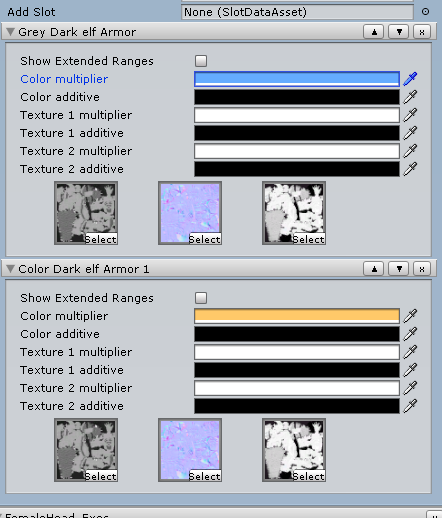 Add Slot None (SlotDataAsset)
Grey Dark elf Armor x
Show Extended Ranges
Color multiplier
Color additive
Texture 1 multiplier
Texture 1 additive
Texture 2 multiplier
Texture 2 additive
Select Select Select
Color Dark elf Armor 1 x
Show Extended Ranges
Color multiplier
Color additive
Texture 1 multiplier
Texture 1 additive
Texture 2 multiplier
Texture 2 additive
Select Select Select